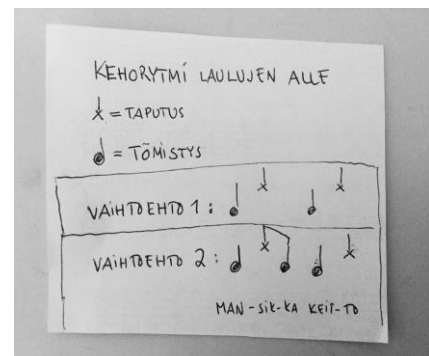 KEHORYTMI LAULUJEN ALLE
= TAPUTUS
= TÖMISTYS
VAIHTOEHTO 1:
VAIHTOEHTO 2:
MAN-SIK-KA KEIT-TO